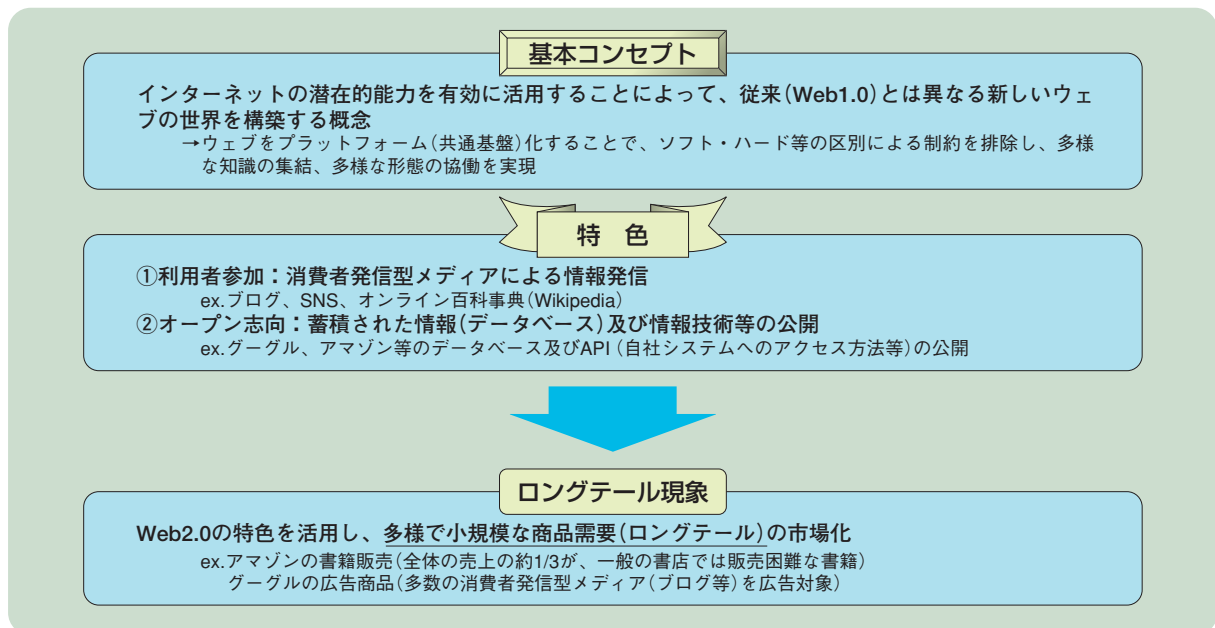 基本コンセプト
インターネットの潜在的能力を有効に活用することによって、従来(Web1.0)とは異なる新しいウェ
ブの世界を構築する概念
→ウェブをプラットフォーム(共通基盤)化することで、ソフト・ハード等の区別による制約を排除し、多様
な知識の集結、多様な形態の協働を実現
特 色
①利用者参加：消費者発信型メディアによる情報発信
ex.ブログ、SNS、オンライン百科事典(Wikipedia)
②オープン志向：蓄積された情報(データベース)及び情報技術等の公開
ex.グーグル、アマゾン等のデータベース及びAPI(自社システムへのアクセス方法等)の公開
ロングテール現象
Web2.0の特色を活用し、多様で小規模な商品需要(ロングテール)の市場化
ex.アマゾンの書籍販売(全体の売上の約1/3が、一般の書店では販売困難な書籍)
グーグルの広告商品(多数の消費者発信型メディア(ブログ等)を広告対象)